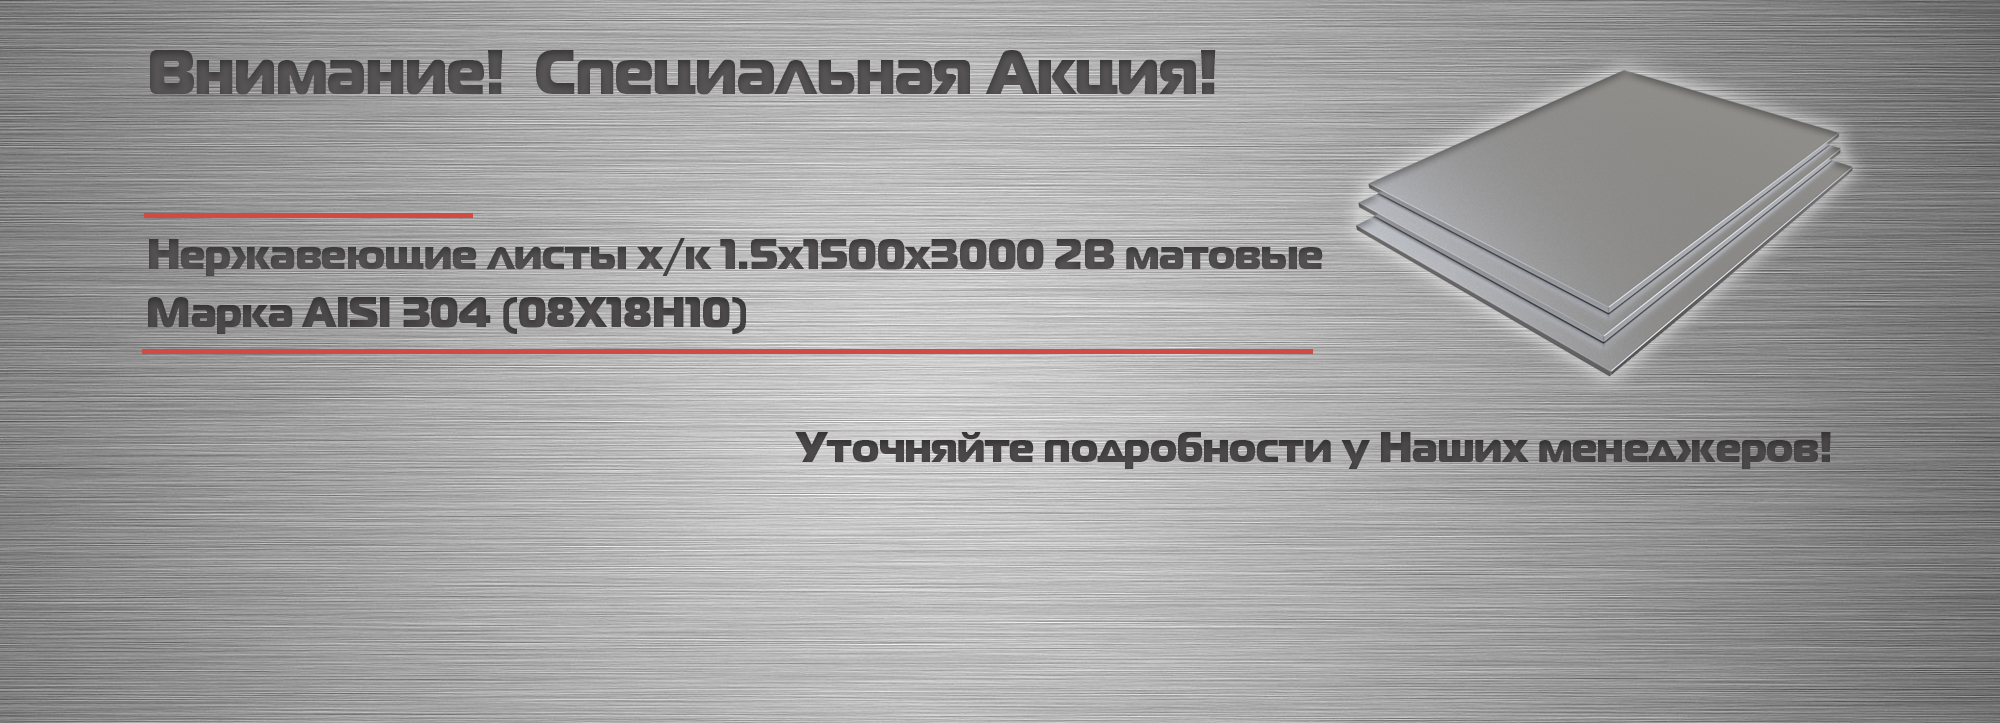 Внимание! Специальная Акция!
Нержавеющие листы х/к 1.5х1500х3000 2В матовые
Марка AISI 304 (08Х18Н10)
Уточняйте подробности у Наших менеджеров!